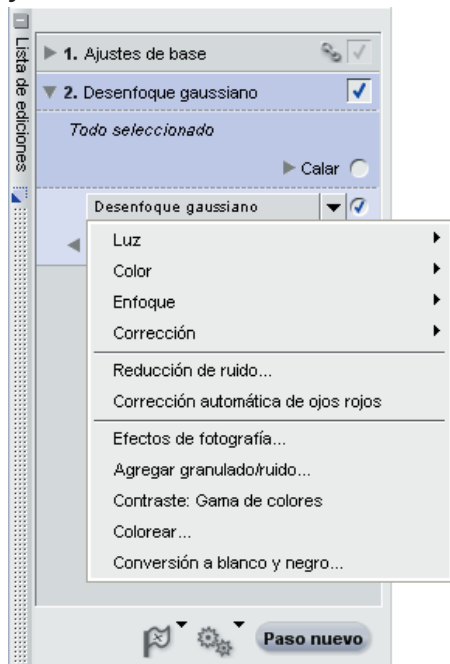 Lista de ediciones
1. Ajustes de base
2. Desenfoque gaussiano
Todo seleccionado
Calar
Desenfoque gaussiano
Luz
Color
Enfoque
Corrección
Reducción de ruido...
Corrección automática de ojos rojos
Efectos de fotografía...
Agregar granulado/ruido...
Contraste: Gama de colores
Colorear...
Conversión a blanco y negro...
Paso nuevo